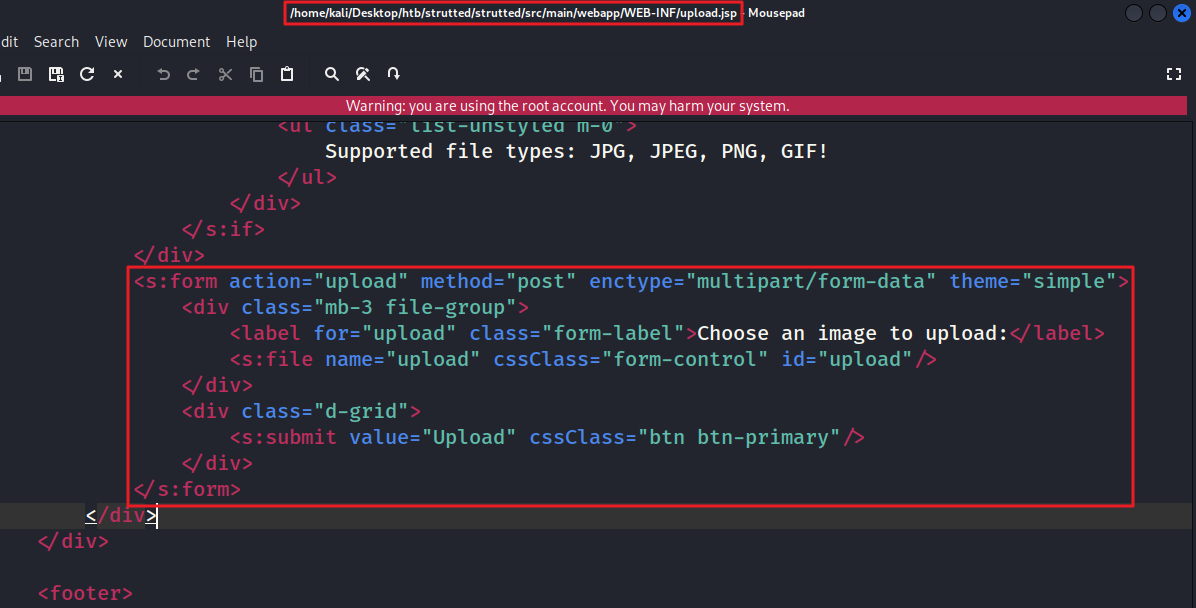 /home/kali/Desktop/htb/strutted/strutted/src/main/webapp/WEB-INF/upload.jsp - Mousepad
dit Search View Document Help
Warning: you are using the root account. You may harm your system.
<ul class="list-unstyled m-0">
Supported file types: JPG, JPEG, PNG, GIF!
</ul>
</div>
</s:if>
</div>
<s:form action="upload" method="post" enctype="multipart/form-data" theme="simple">
<div class="mb-3 file-group">
<label for="upload" class="form-label">Choose an image to upload:</label>
<s:file name="upload" cssClass="form-control" id="upload"/>
</div>
<div class="d-grid">
<s:submit value="Upload" cssClass="btn btn-primary"/>
</div>
</s:form>
</div>
</div>
<footer>